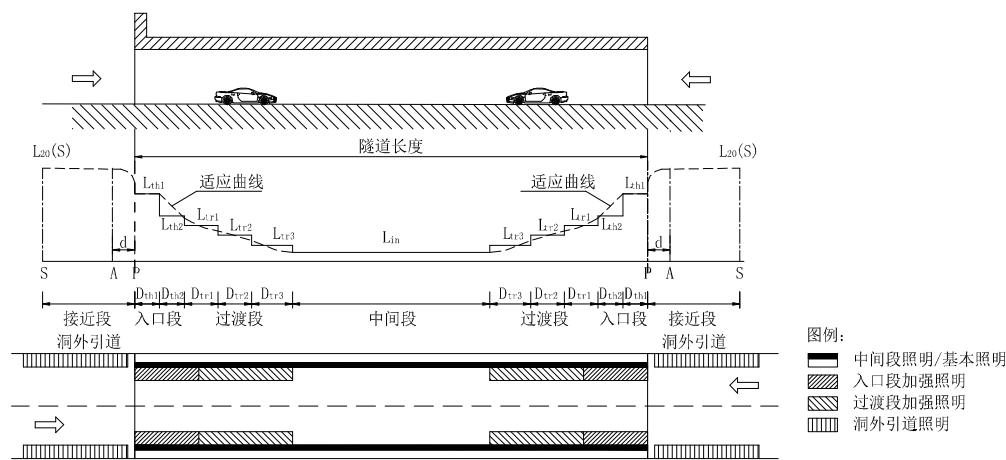 隧道长度
L20(S)
L20(S)
Lth1
适应曲线
适应曲线
Lth1
Lth2
Ltr1
Ltr2
Ltr3
Lin
Ltr3
Ltr2
Ltr1
Lth2
d
d
S A P
P A S
Dth1 Dth2 Dtr1 Dtr2 Dtr3
Dtr3 Dtr2 Dtr1 Dth2 Dth1
接近段 入口段 过渡段 中间段 过渡段 入口段 接近段
洞外引道
洞外引道
图例：
中间段照明/基本照明
入口段加强照明
过渡段加强照明
洞外引道照明